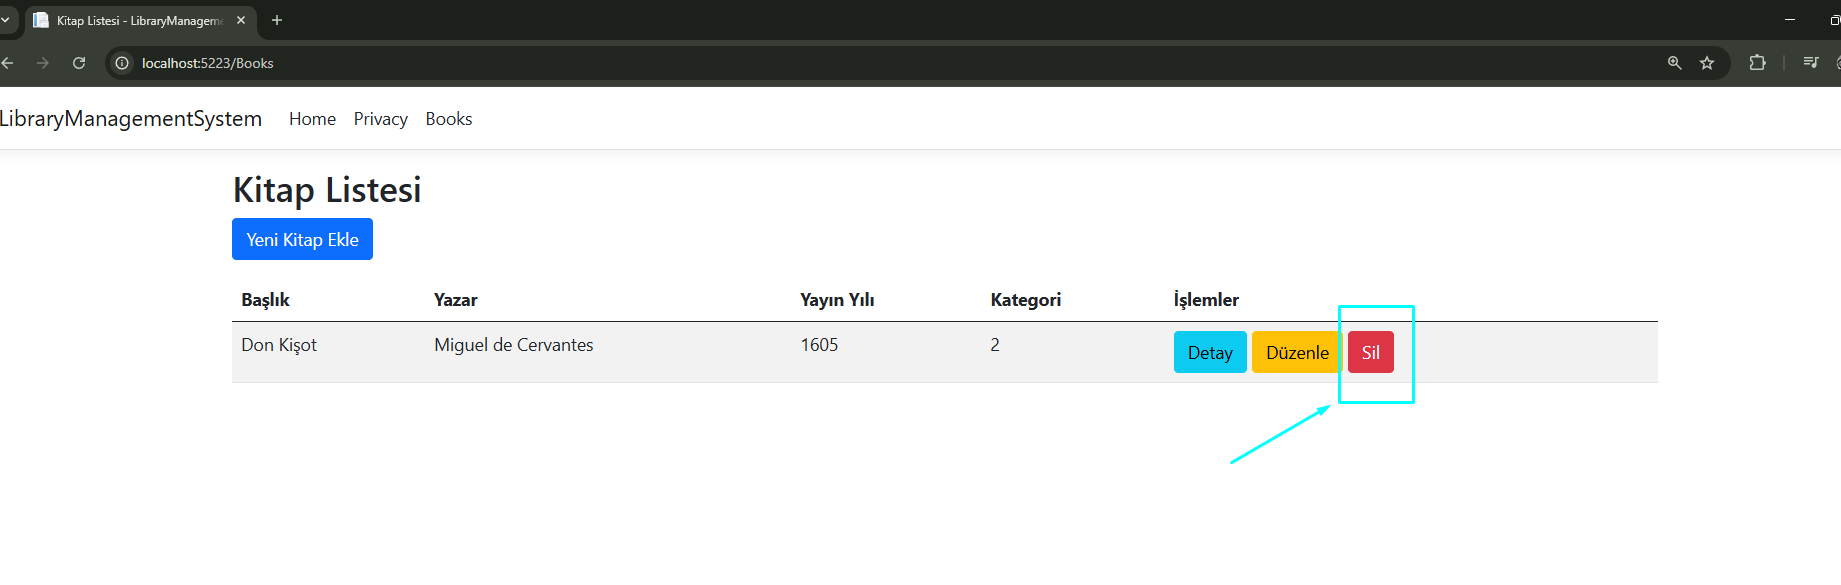 Kitap Listesi - LibraryManagem
localhost:5223/Books
LibraryManagementSystem Home Privacy Books
Kitap Listesi
Yeni Kitap Ekle
Başlık Yazar Yayın Yılı Kategori İşlemler
Don Kişot Miguel de Cervantes 1605 2 Detay Düzenle Sil